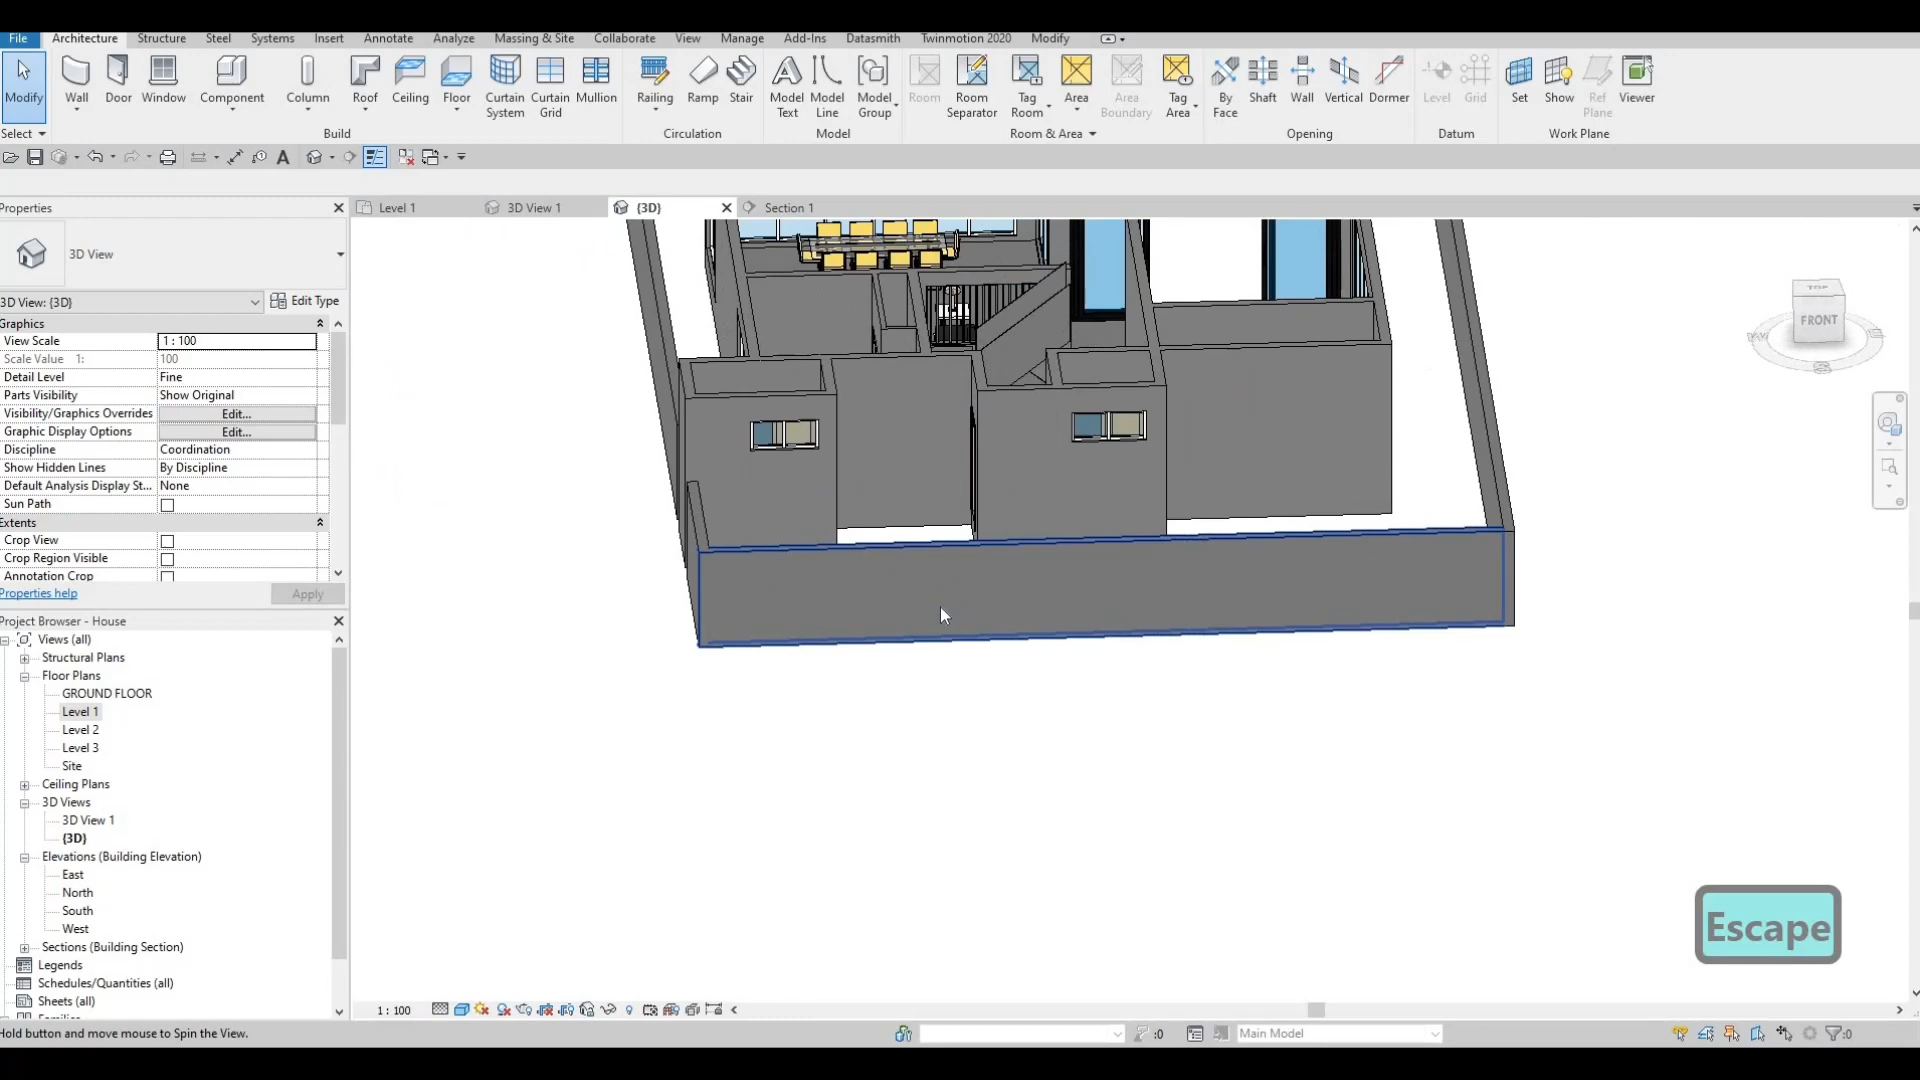 File Architecture Structure Steel Systems Insert Annotate Analyze Massing & Site Collaborate View Manage Add-Ins Datasmith Twinmotion 2020 Modify
Modify Wall Door Window Component Column Roof Ceiling Floor Curtain System Curtain Grid Mullion Railing Ramp Stair Model Text Model Line Model Group Room Room Separator Tag Room Area Area Boundary Tag Area By Face Shaft Wall Vertical Dormer Level Grid Set Show Ref Plane Viewer
Select Build Circulation Model Room & Area Opening Datum Work Plane
A
Properties Level 1 3D View 1 {3D} Section 1
3D View
3D View: {3D} Edit Type
Graphics
View Scale 1 : 100
Scale Value 1: 100
Detail Level Fine
Parts Visibility Show Original
Visibility/Graphics Overrides Edit...
Graphic Display Options Edit...
Discipline Coordination
Show Hidden Lines By Discipline
Default Analysis Display St... None
Sun Path
Extents
Crop View
Crop Region Visible
Annotation Crop
Properties help Apply
TOP
FRONT
Project Browser - House
Views (all)
Structural Plans
Floor Plans
GROUND FLOOR
Level 1
Level 2
Level 3
Site
Ceiling Plans
3D Views
3D View 1
{3D}
Elevations (Building Elevation)
East
North
South
West
Sections (Building Section)
Legends
Schedules/Quantities (all)
Sheets (all)
Escape
1 : 100
Hold button and move mouse to Spin the View. :0 Main Model :0